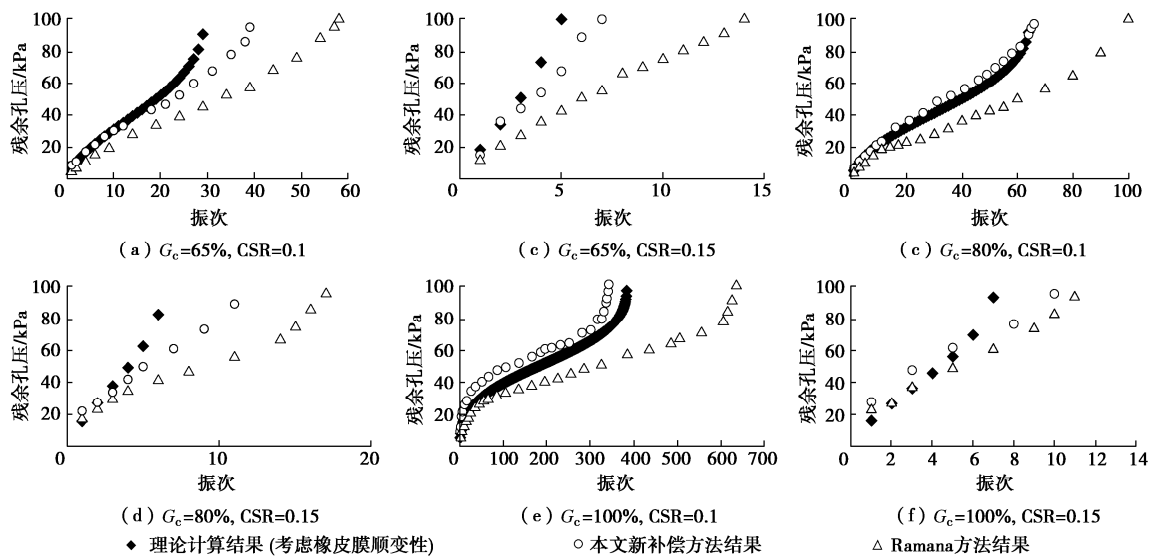 100
80
60
40
20
残余孔压/kPa
0 10 20 30 40 50 60
振次
(a) Gc=65%, CSR=0.1
100
80
60
40
20
残余孔压/kPa
0 5 10 15
振次
(c) Gc=65%, CSR=0.15
100
80
60
40
20
残余孔压/kPa
0 20 40 60 80 100
振次
(c) Gc=80%, CSR=0.1
100
80
60
40
20
残余孔压/kPa
0 10 20
振次
(d) Gc=80%, CSR=0.15
100
80
60
40
20
残余孔压/kPa
0 100 200 300 400 500 600 700
振次
(e) Gc=100%, CSR=0.1
100
80
60
40
20
残余孔压/kPa
0 2 4 6 8 10 12 14
振次
(f) Gc=100%, CSR=0.15
◆ 理论计算结果 (考虑橡皮膜顺变性)
○ 本文新补偿方法结果
△ Ramana方法结果